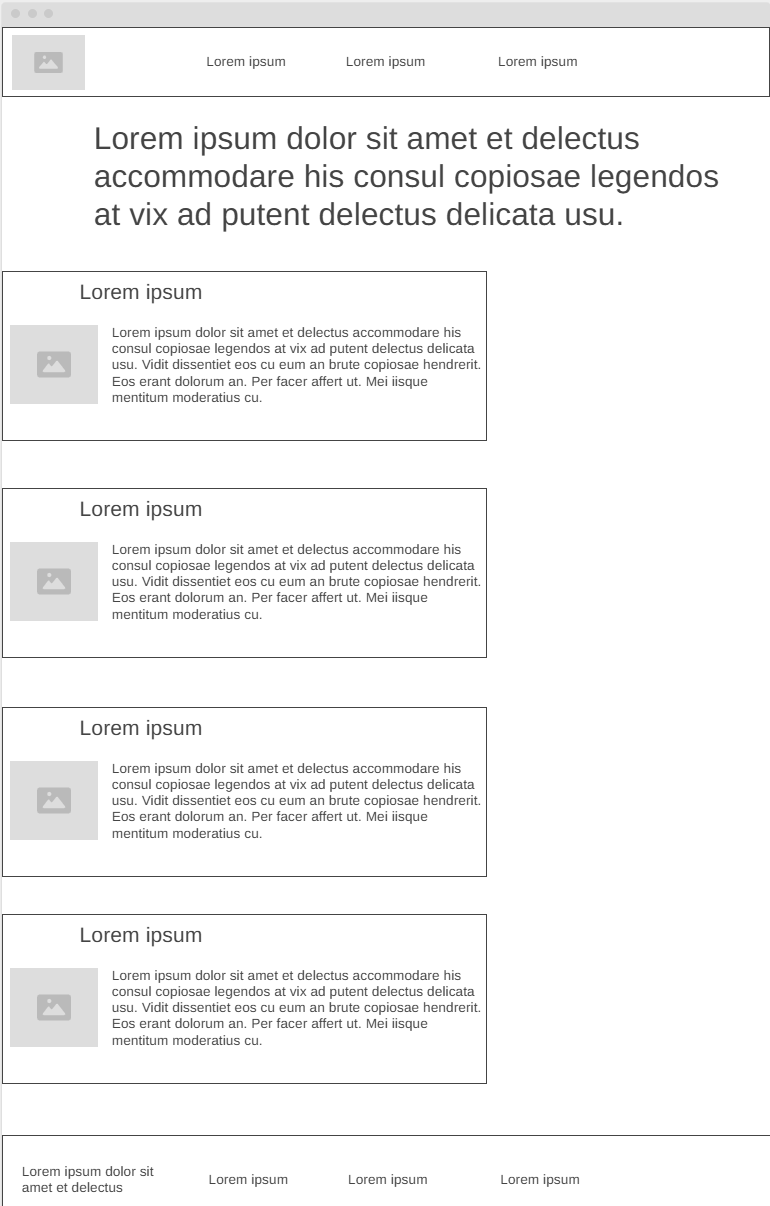 Lorem ipsum
Lorem ipsum
Lorem ipsum
Lorem ipsum dolor sit amet et delectus
accommodare his consul copiosae legendos
at vix ad putent delectus delicata usu.
Lorem ipsum
Lorem ipsum dolor sit amet et delectus accommodare his
consul copiosae legendos at vix ad putent delectus delicata
usu. Vidit dissentiet eos cu eum an brute copiosae hendrerit.
Eos erant dolorum an. Per facer affert ut. Mei iisque
mentitum moderatius cu.
Lorem ipsum
Lorem ipsum dolor sit amet et delectus accommodare his
consul copiosae legendos at vix ad putent delectus delicata
usu. Vidit dissentiet eos cu eum an brute copiosae hendrerit.
Eos erant dolorum an. Per facer affert ut. Mei iisque
mentitum moderatius cu.
Lorem ipsum
Lorem ipsum dolor sit amet et delectus accommodare his
consul copiosae legendos at vix ad putent delectus delicata
usu. Vidit dissentiet eos cu eum an brute copiosae hendrerit.
Eos erant dolorum an. Per facer affert ut. Mei iisque
mentitum moderatius cu.
Lorem ipsum
Lorem ipsum dolor sit amet et delectus accommodare his
consul copiosae legendos at vix ad putent delectus delicata
usu. Vidit dissentiet eos cu eum an brute copiosae hendrerit.
Eos erant dolorum an. Per facer affert ut. Mei iisque
mentitum moderatius cu.
Lorem ipsum dolor sit
amet et delectus
Lorem ipsum
Lorem ipsum
Lorem ipsum